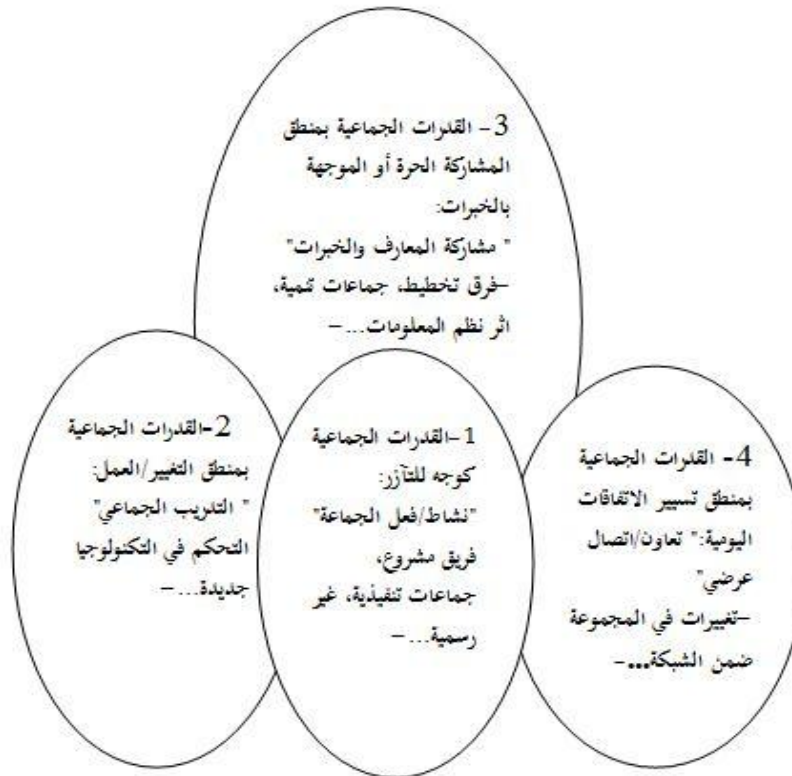 3- القدرات الجماعية بمنطق
المشاركة الحرة أو الموجهة
بالخبرات:
" مشاركة المعارف والخبرات"
-فرق تخطيط، جماعات تنمية،
اثر نظم المعلومات... -
2-القدرات الجماعية
بمنطق التغيير/العمل:
" التدريب الجماعي"
التحكم في التكنولوجيا
جديدة... -
1-القدرات الجماعية
كوجه للتآزر:
"نشاط/فعل الجماعة"
فريق مشروع،
جماعات تنفيذية، غير
رسمية... -
4- القدرات الجماعية
بمنطق تسيير الاتفاقات
اليومية:" تعاون/اتصال
عرضي"
-تغييرات في المجموعة
ضمن الشبكة...-